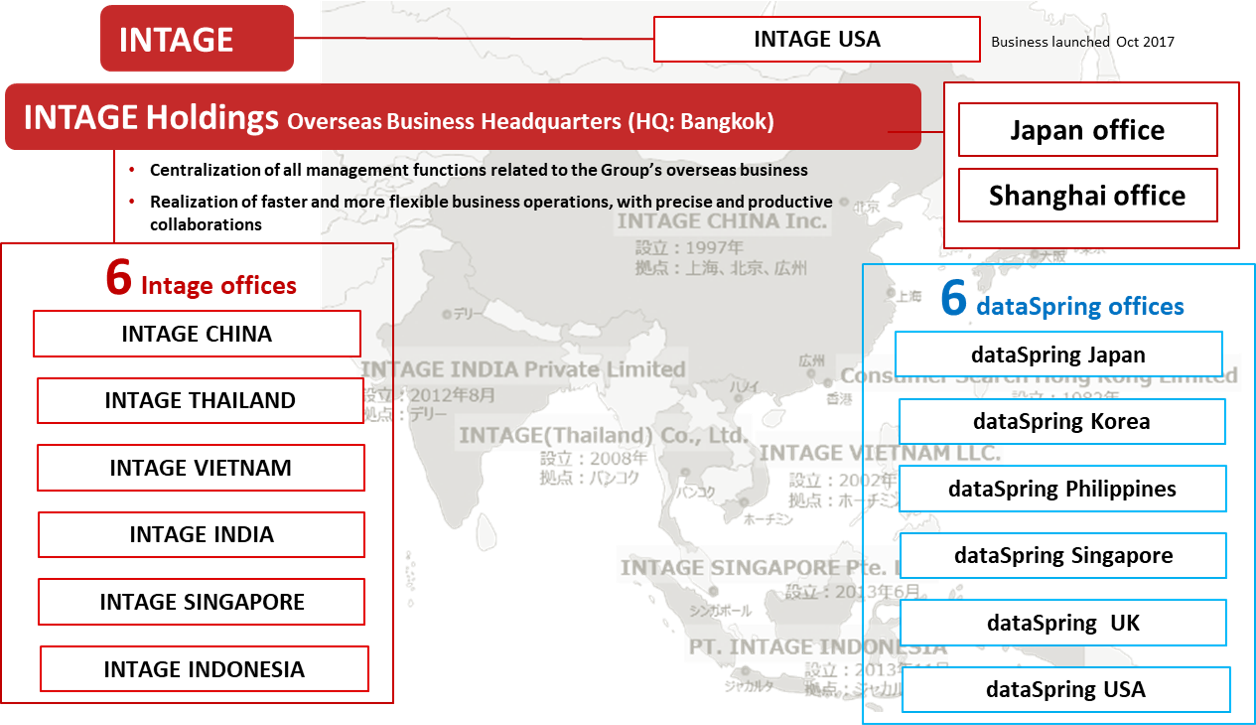 INTAGE
INTAGE USA
Business launched Oct 2017
INTAGE Holdings Overseas Business Headquarters (HQ: Bangkok)
Japan office
Shanghai office
• Centralization of all management functions related to the Group's overseas business
• Realization of faster and more flexible business operations, with precise and productive
collaborations
6 Intage offices
INTAGE CHINA
INTAGE THAILAND
INTAGE VIETNAM
INTAGE INDIA
INTAGE SINGAPORE
INTAGE INDONESIA
北京
INTAGE CHINA Inc.
設立:1997年
拠点:上海、北京、広州
大阪
上海
デリー
INTAGE INDIA Private Limited
設立:2012年8月
拠点:デリー
広州
香港
ハノイ
Consumer Search Hong Kong Limited
設立:1982年
INTAGE(Thailand) Co., Ltd.
設立:2008年
拠点:バンコク
バンコク
INTAGE VIETNAM LLC.
設立:2002年
拠点:ホーチミン
ホーチミン
INTAGE SINGAPORE Pte.
設立:2013年6月
シンガポール
PT. INTAGE INDONESIA
設立:2013年11月
拠点:ジャカル
ジャカルタ
6 dataSpring offices
dataSpring Japan
dataSpring Korea
dataSpring Philippines
dataSpring Singapore
dataSpring UK
dataSpring USA